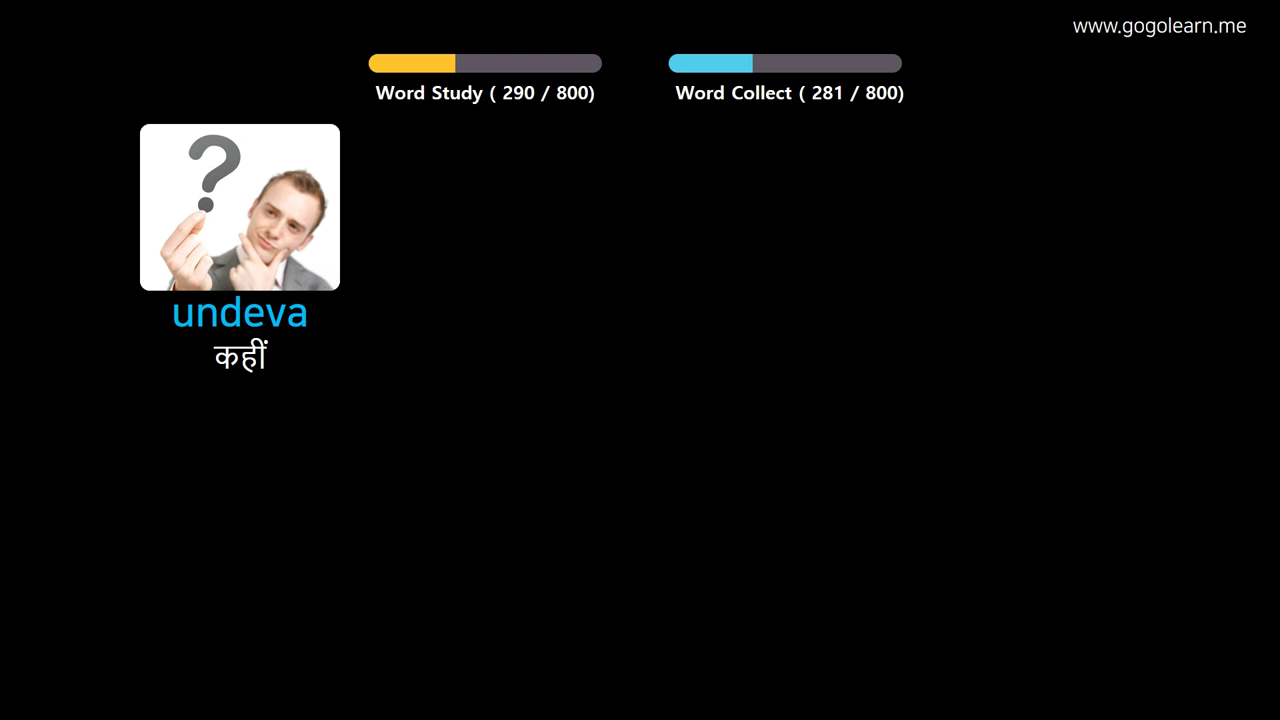 www.gogolearn.me
Word Study ( 290 / 800)
Word Collect ( 281 / 800)
undeva
कहीं